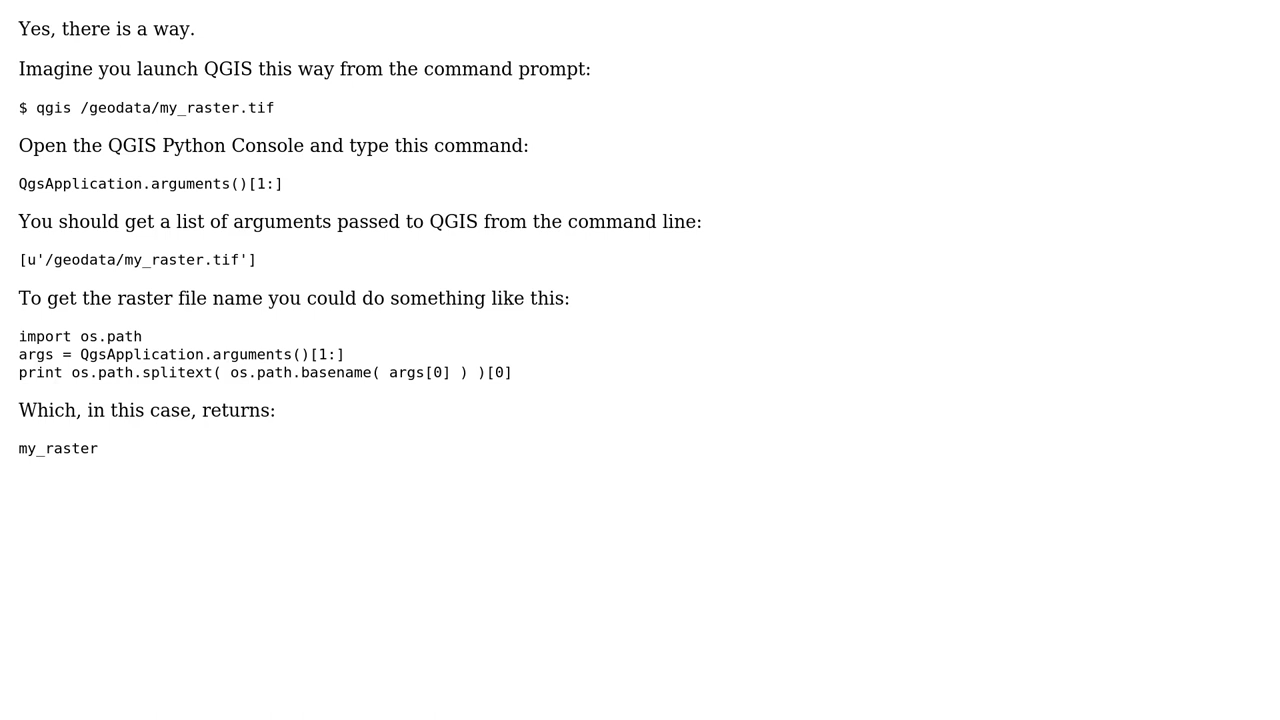 Yes, there is a way.
Imagine you launch QGIS this way from the command prompt:
$ qgis /geodata/my_raster.tif
Open the QGIS Python Console and type this command:
QgsApplication.arguments()[1:]
You should get a list of arguments passed to QGIS from the command line:
[u'/geodata/my_raster.tif']
To get the raster file name you could do something like this:
import os.path
args = QgsApplication.arguments()[1:]
print os.path.splitext( os.path.basename( args[0] ) )[0]
Which, in this case, returns:
my_raster